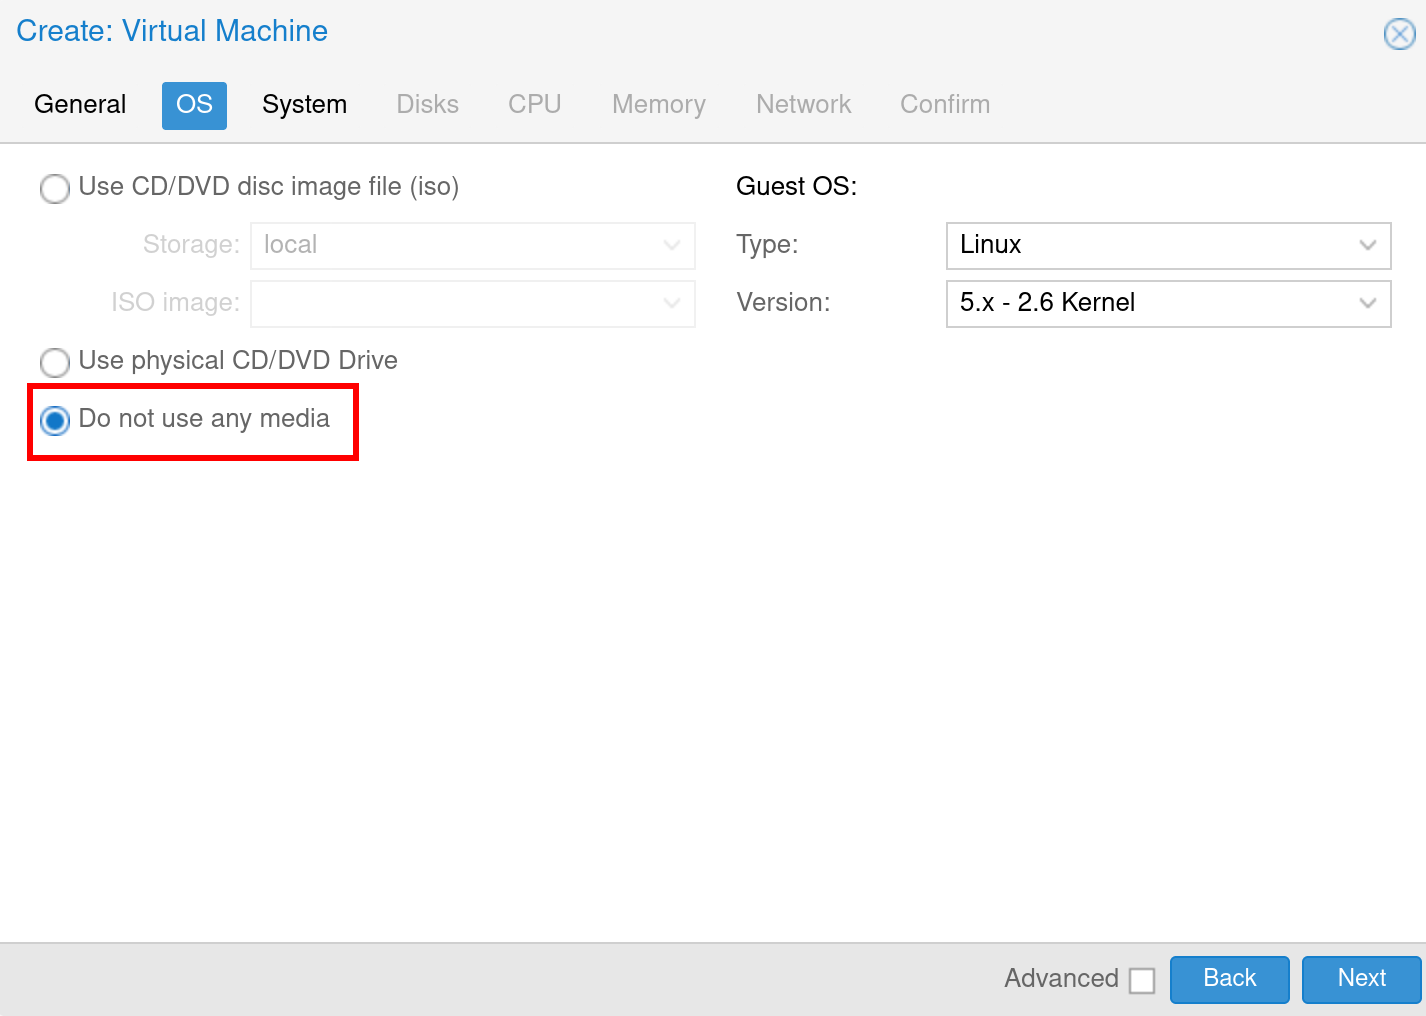 Create: Virtual Machine
General OS System Disks CPU Memory Network Confirm
Use CD/DVD disc image file (iso)
Storage: local
ISO image:
Use physical CD/DVD Drive
Do not use any media
Guest OS:
Type: Linux
Version: 5.x - 2.6 Kernel
Advanced Back Next